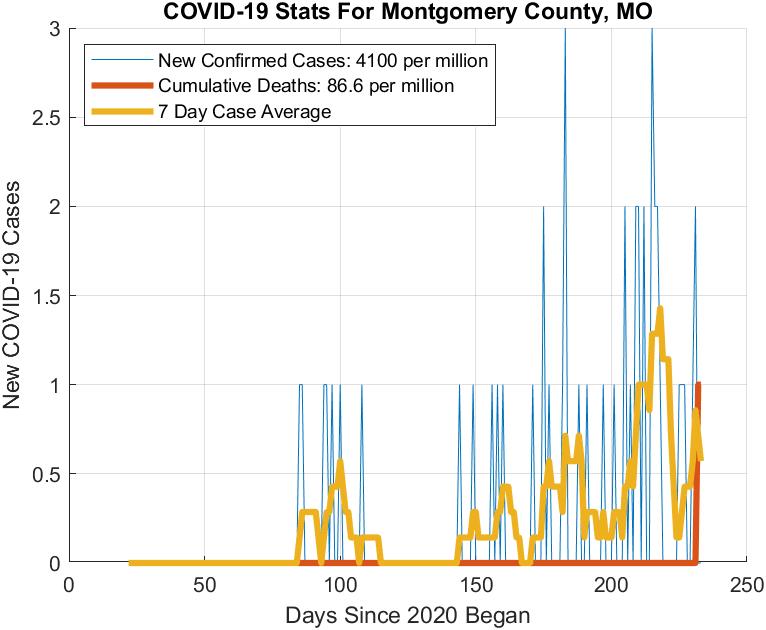 COVID-19 Stats For Montgomery County, MO
New Confirmed Cases: 4100 per million
Cumulative Deaths: 86.6 per million
7 Day Case Average
3
2.5
2
1.5
1
0.5
0
New COVID-19 Cases
0 50 100 150 200 250
Days Since 2020 Began